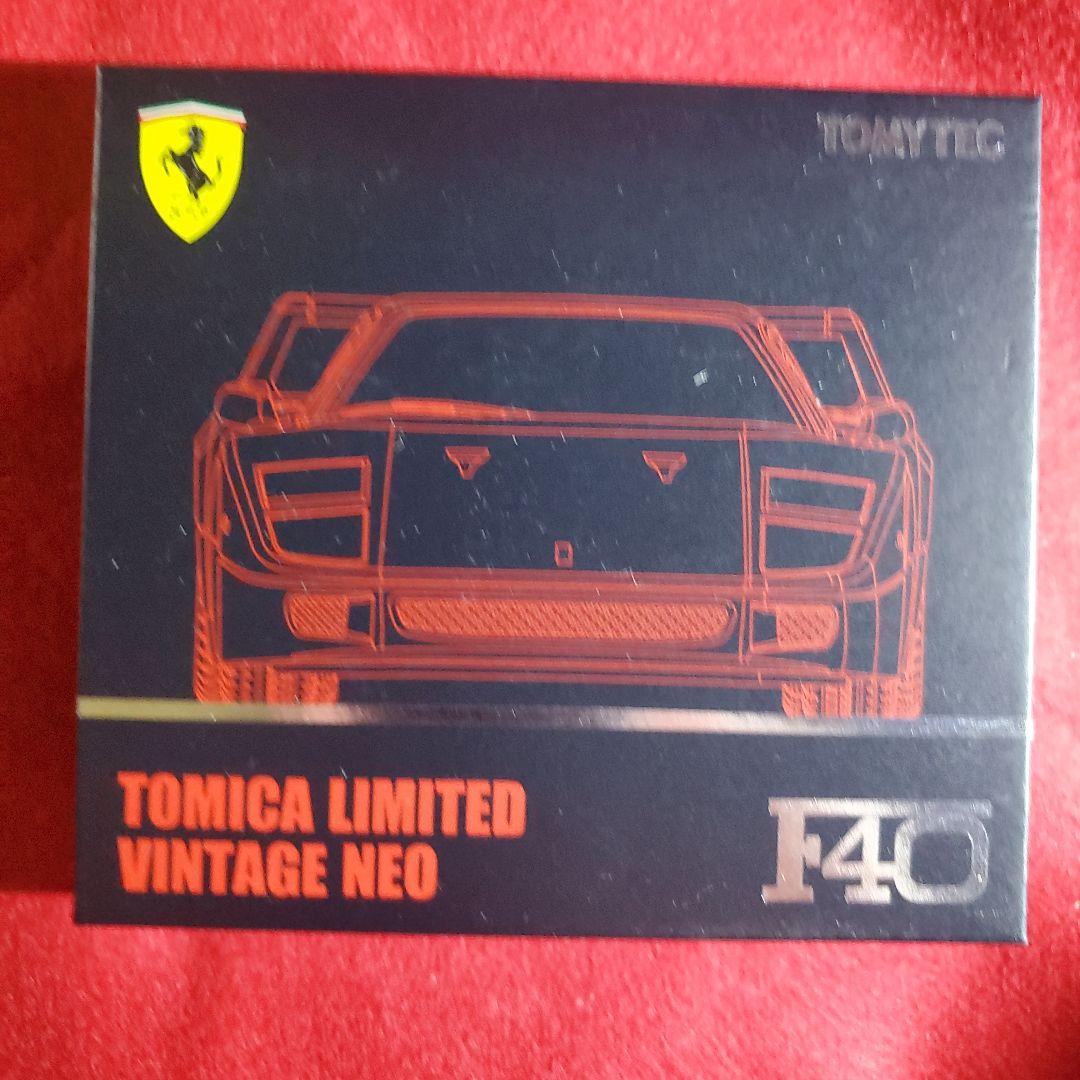 TOMYTEC
TOMICA LIMITED
VINTAGE NEO
F40